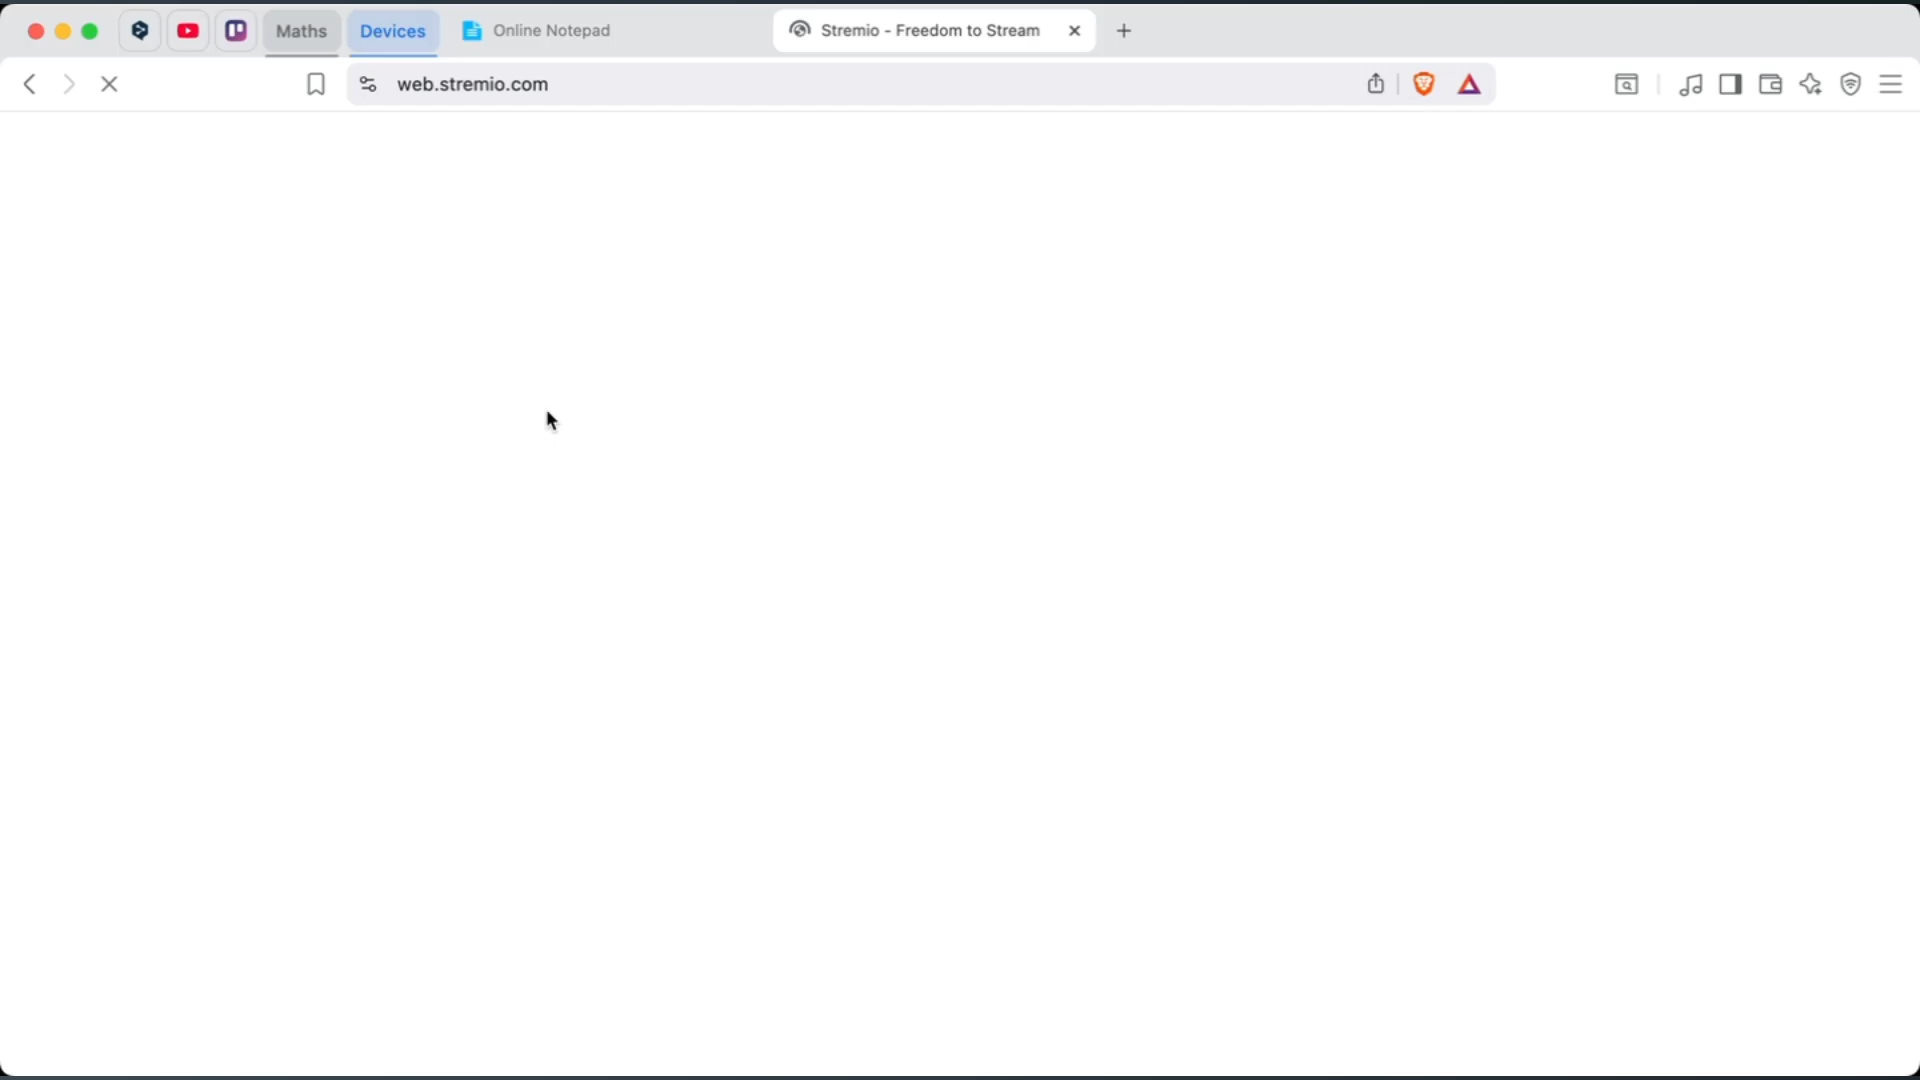 Maths
Devices
Online Notepad
Stremio - Freedom to Stream
web.stremio.com